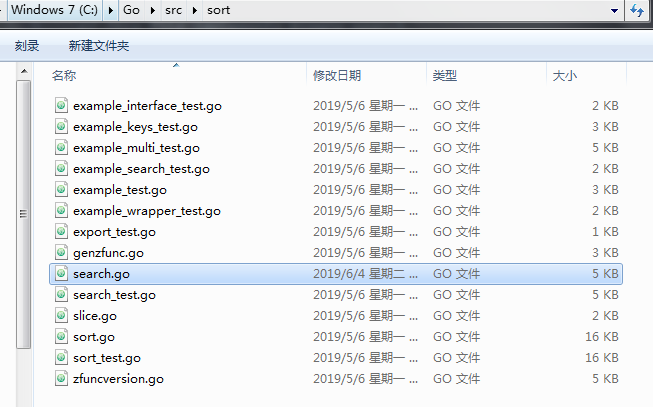 Windows 7 (C:) Go src sort
刻录 新建文件夹
名称 修改日期 类型 大小
example_interface_test.go 2019/5/6 星期一 ... GO 文件 2 KB
example_keys_test.go 2019/5/6 星期一 ... GO 文件 3 KB
example_multi_test.go 2019/5/6 星期一 ... GO 文件 5 KB
example_search_test.go 2019/5/6 星期一 ... GO 文件 2 KB
example_test.go 2019/5/6 星期一 ... GO 文件 3 KB
example_wrapper_test.go 2019/5/6 星期一 ... GO 文件 2 KB
export_test.go 2019/5/6 星期一 ... GO 文件 1 KB
genzfunc.go 2019/5/6 星期一 ... GO 文件 3 KB
search.go 2019/6/4 星期二 ... GO 文件 5 KB
search_test.go 2019/5/6 星期一 ... GO 文件 5 KB
slice.go 2019/5/6 星期一 ... GO 文件 2 KB
sort.go 2019/5/6 星期一 ... GO 文件 16 KB
sort_test.go 2019/5/6 星期一 ... GO 文件 16 KB
zfuncversion.go 2019/5/6 星期一 ... GO 文件 8 KB